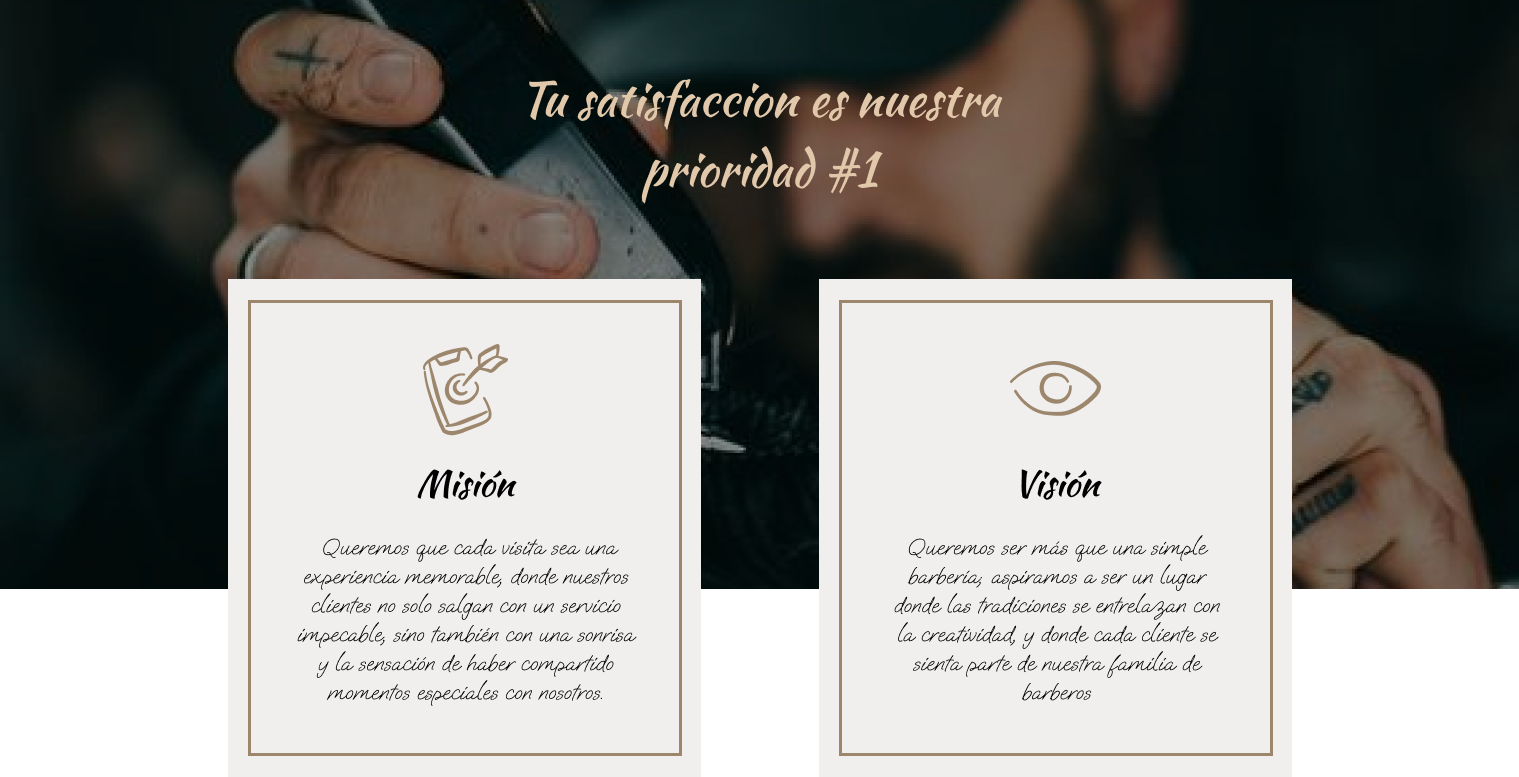 Tu satisfaccion es nuestra
prioridad #1
Misión
Queremos que cada visita sea una
experiencia memorable, donde nuestros
clientes no solo salgan con un servicio
impecable, sino también con una sonrisa
y la sensación de haber compartido
momentos especiales con nosotros.
Visión
Queremos ser más que una simple
barbería; aspiramos a ser un lugar
donde las tradiciones se entrelazan con
la creatividad, y donde cada cliente se
sienta parte de nuestra familia de
barberos